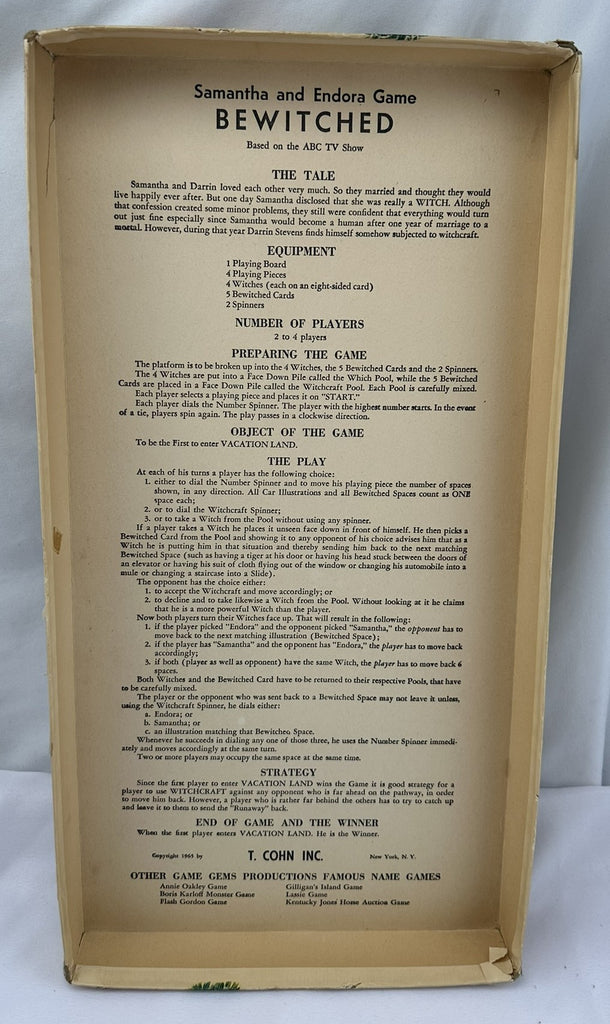 Samantha and Endora Game
BEWITCHED
Based on the ABC TV Show
THE TALE
Samantha and Darrin loved each other very much. So they married and thought they would
live happily ever after. But one day Samantha disclosed that she was really a WITCH. Although
that confession created some minor problems, they still were confident that everything would turn
out just fine especially since Samantha would become a human after one year of marriage to a
mortal. However, during that year Darrin Stevens finds himself somehow subjected to witchcraft.
EQUIPMENT
1 Playing Board
4 Playing Pieces
4 Witches (each on an eight-sided card)
5 Bewitched Cards
2 Spinners
NUMBER OF PLAYERS
2 to 4 players
PREPARING THE GAME
The platform is to be broken up into the 4 Witches, the 5 Bewitched Cards and the 2 Spinners.
The 4 Witches are put into a Face Down Pile called the Which Pool, while the 5 Bewitched
Cards are placed in a Face Down Pile called the Witchcraft Pool. Each Pool is carefully mixed.
Each player selects a playing piece and places it on "START."
Each player dials the Number Spinner. The player with the highest number starts. In the event
of a tie, players spin again. The play passes in a clockwise direction.
OBJECT OF THE GAME
To be the First to enter VACATION LAND.
THE PLAY
At each of his turns a player has the following choice:
1. either to dial the Number Spinner and to move his playing piece the number of spaces
shown, in any direction. All Car Illustrations and all Bewitched Spaces count as ONE
space each;
2. or to dial the Witchcraft Spinner;
3. or to take a Witch from the Pool without using any spinner.
If a player takes a Witch he places it unseen face down in front of himself. He then picks a
Bewitched Card from the Pool and showing it to any opponent of his choice advises him that as a
Witch he is putting him in that situation and thereby sending him back to the next matching
Bewitched Space (such as having a tiger at his door or having his head stuck between the doors of
an elevator or having his suit of cloth flying out of the window or changing his automobile into a
mule or changing a staircase into a Slide).
The opponent has the choice either:
1. to accept the Witchcraft and move accordingly; or
2. to decline and to take likewise a Witch from the Pool. Without looking at it he claims
that he is a more powerful Witch than the player.
Now both players turn their Witches face up. That will result in the following:
1. if the player picked "Endora" and the opponent picked "Samantha," the opponent has to
move back to the next matching illustration (Bewitched Space);
2. if the player has "Samantha" and the opponent has "Endora," the player has to move back
accordingly;
3. if both (player as well as opponent) have the same Witch, the player has to move back 6
spaces.
Both Witches and the Bewitched Card have to be returned to their respective Pools, that have
to be carefully mixed.
The player or the opponent who was sent back to a Bewitched Space may not leave it unless,
using the Witchcraft Spinner, he dials either:
a. Endora; or
b. Samantha; or
c. an illustration matching that Bewitched Space.
Whenever he succeeds in dialing any one of those three, he uses the Number Spinner immedi-
ately and moves accordingly at the same turn.
Two or more players may occupy the same space at the same time.
STRATEGY
Since the first player to enter VACATION LAND wins the Game it is good strategy for a
player to use WITCHCRAFT against any opponent who is far ahead on the pathway, in order
to move him back. However, a player who is rather far behind the others has to try to catch up
and leave it to them to send the "Runaway" back.
END OF GAME AND THE WINNER
When the first player enters VACATION LAND. He is the Winner.
Copyright 1965 by T. COHN INC. New York, N. Y.
OTHER GAME GEMS PRODUCTIONS FAMOUS NAME GAMES
Annie Oakley Game Gilligan's Island Game
Boris Karloff Monster Game Lassie Game
Flash Gordon Game Kentucky Jones Horse Auction Game